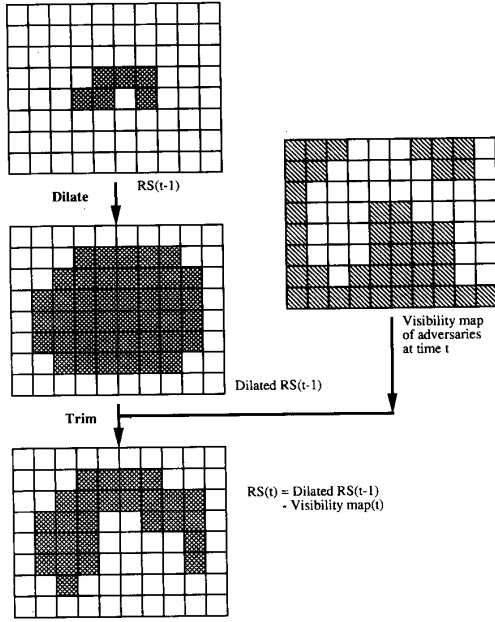 RS(t-1)
Dilate
Visibility map
of adversaries
at time t
Dilated RS(t-1)
Trim
RS(t) = Dilated RS(t-1)
- Visibility map(t)